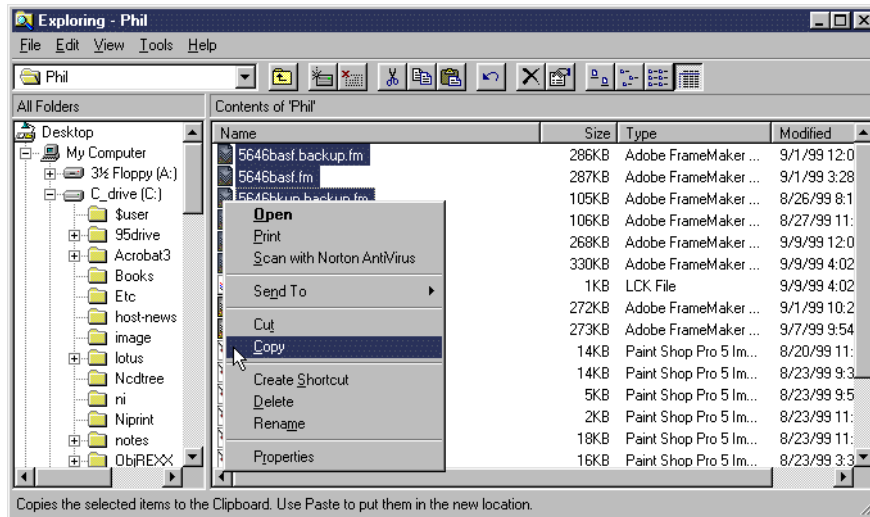 Exploring - Phil
File Edit View Tools Help
Phil
All Folders
Contents of 'Phil'
Desktop
My Computer
3½ Floppy (A:)
C_drive (C:)
$user
95drive
Acrobat3
Books
Etc
host-news
image
lotus
Ncdtree
ni
Niprint
notes
ObjREXX
Name Size Type Modified
5646basf.backup.fm 286KB Adobe FrameMaker ... 9/1/99 12:0
5646basf.fm 287KB Adobe FrameMaker ... 9/1/99 3:28
5646bkup.backup.fm 105KB Adobe FrameMaker ... 8/26/99 8:1
106KB Adobe FrameMaker ... 8/27/99 11:
268KB Adobe FrameMaker ... 9/9/99 12:0
330KB Adobe FrameMaker ... 9/9/99 4:02
1KB LCK File 9/9/99 4:02
272KB Adobe FrameMaker ... 9/1/99 10:2
273KB Adobe FrameMaker ... 9/7/99 9:54
14KB Paint Shop Pro 5 Im... 8/20/99 11:
14KB Paint Shop Pro 5 Im... 8/23/99 9:3
5KB Paint Shop Pro 5 Im... 8/23/99 9:5
2KB Paint Shop Pro 5 Im... 8/23/99 11:
18KB Paint Shop Pro 5 Im... 8/23/99 11:
16KB Paint Shop Pro 5 Im... 8/23/99 3:3
Open
Print
Scan with Norton AntiVirus
Send To
Cut
Copy
Create Shortcut
Delete
Rename
Properties
Copies the selected items to the Clipboard. Use Paste to put them in the new location.